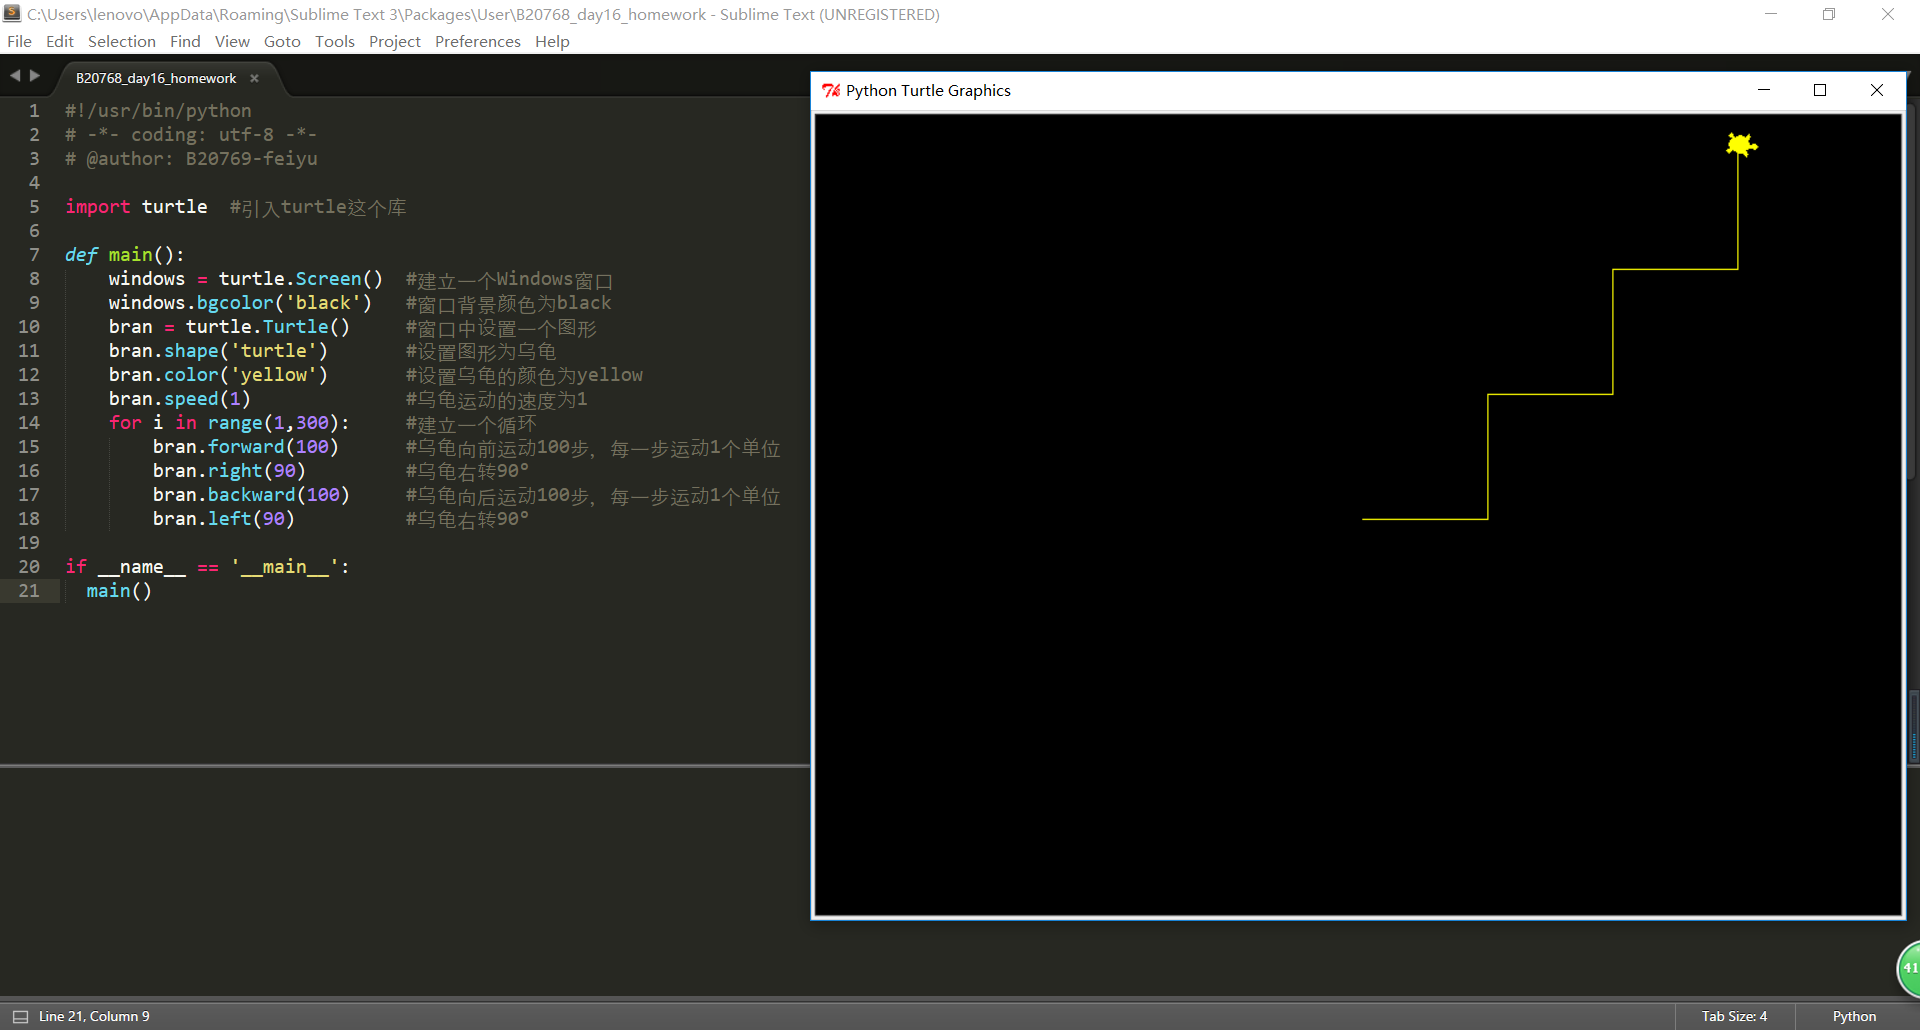 C:\Users\lenovo\AppData\Roaming\Sublime Text 3\Packages\User\B20768_day16_homework - Sublime Text (UNREGISTERED)
File Edit Selection Find View Goto Tools Project Preferences Help
B20768_day16_homework
1 #!/usr/bin/python
2 # -*- coding: utf-8 -*-
3 # @author: B20769-feiyu
4
5 import turtle  #引入turtle这个库
6
7 def main():
8     windows = turtle.Screen()  #建立一个Windows窗口
9     windows.bgcolor('black')   #窗口背景颜色为black
10     bran = turtle.Turtle()     #窗口中设置一个图形
11     bran.shape('turtle')       #设置图形为乌龟
12     bran.color('yellow')       #设置乌龟的颜色为yellow
13     bran.speed(1)              #乌龟运动的速度为1
14     for i in range(1,300):     #建立一个循环
15         bran.forward(100)      #乌龟向前运动100步，每一步运动1个单位
16         bran.right(90)         #乌龟右转90°
17         bran.backward(100)     #乌龟向后运动100步，每一步运动1个单位
18         bran.left(90)          #乌龟右转90°
19
20 if __name__ == '__main__':
21   main()
Python Turtle Graphics
41
Line 21, Column 9
Tab Size: 4
Python